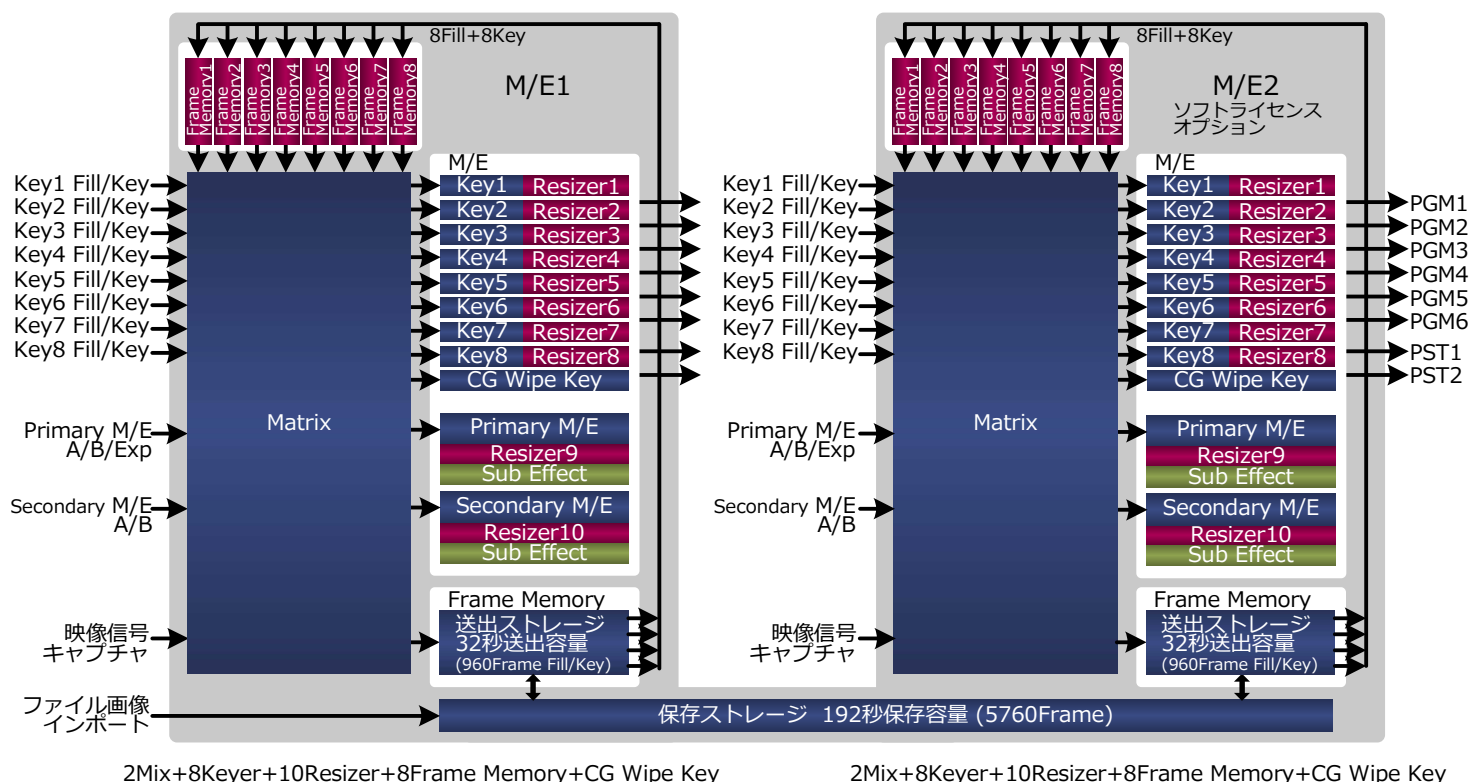 8Fill+8Key
Frame Memory1
Frame Memory2
Frame Memory3
Frame Memory4
Frame Memory5
Frame Memory6
Frame Memory7
Frame Memory8
M/E1
M/E
Key1 Fill/Key
Key2 Fill/Key
Key3 Fill/Key
Key4 Fill/Key
Key5 Fill/Key
Key6 Fill/Key
Key7 Fill/Key
Key8 Fill/Key
Primary M/E
A/B/Exp
Secondary M/E
A/B
映像信号
キャプチャ
ファイル画像
インポート
Matrix
Key1 Resizer1
Key2 Resizer2
Key3 Resizer3
Key4 Resizer4
Key5 Resizer5
Key6 Resizer6
Key7 Resizer7
Key8 Resizer8
CG Wipe Key
Primary M/E
Resizer9
Sub Effect
Secondary M/E
Resizer10
Sub Effect
Frame Memory
送出ストレージ
32秒送出容量
(960Frame Fill/Key)
8Fill+8Key
Frame Memory1
Frame Memory2
Frame Memory3
Frame Memory4
Frame Memory5
Frame Memory6
Frame Memory7
Frame Memory8
M/E2
ソフトライセンス
オプション
M/E
Key1 Fill/Key
Key2 Fill/Key
Key3 Fill/Key
Key4 Fill/Key
Key5 Fill/Key
Key6 Fill/Key
Key7 Fill/Key
Key8 Fill/Key
Primary M/E
A/B/Exp
Secondary M/E
A/B
映像信号
キャプチャ
Matrix
Key1 Resizer1
Key2 Resizer2
Key3 Resizer3
Key4 Resizer4
Key5 Resizer5
Key6 Resizer6
Key7 Resizer7
Key8 Resizer8
CG Wipe Key
Primary M/E
Resizer9
Sub Effect
Secondary M/E
Resizer10
Sub Effect
Frame Memory
送出ストレージ
32秒送出容量
(960Frame Fill/Key)
PGM1
PGM2
PGM3
PGM4
PGM5
PGM6
PST1
PST2
保存ストレージ 192秒保存容量 (5760Frame)
2Mix+8Keyer+10Resizer+8Frame Memory+CG Wipe Key
2Mix+8Keyer+10Resizer+8Frame Memory+CG Wipe Key